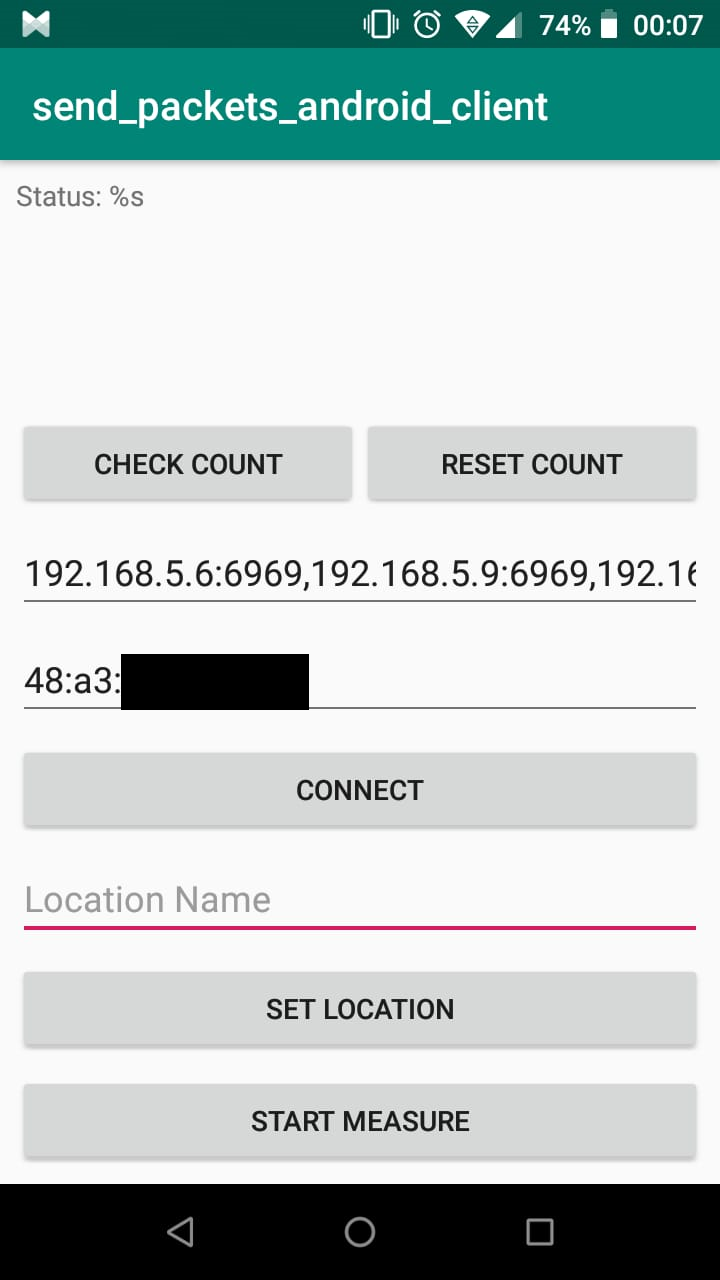 74% 00:07
send_packets_android_client
Status: %s
CHECK COUNT RESET COUNT
192.168.5.6:6969,192.168.5.9:6969,192.16
48:a3:
CONNECT
Location Name
SET LOCATION
START MEASURE